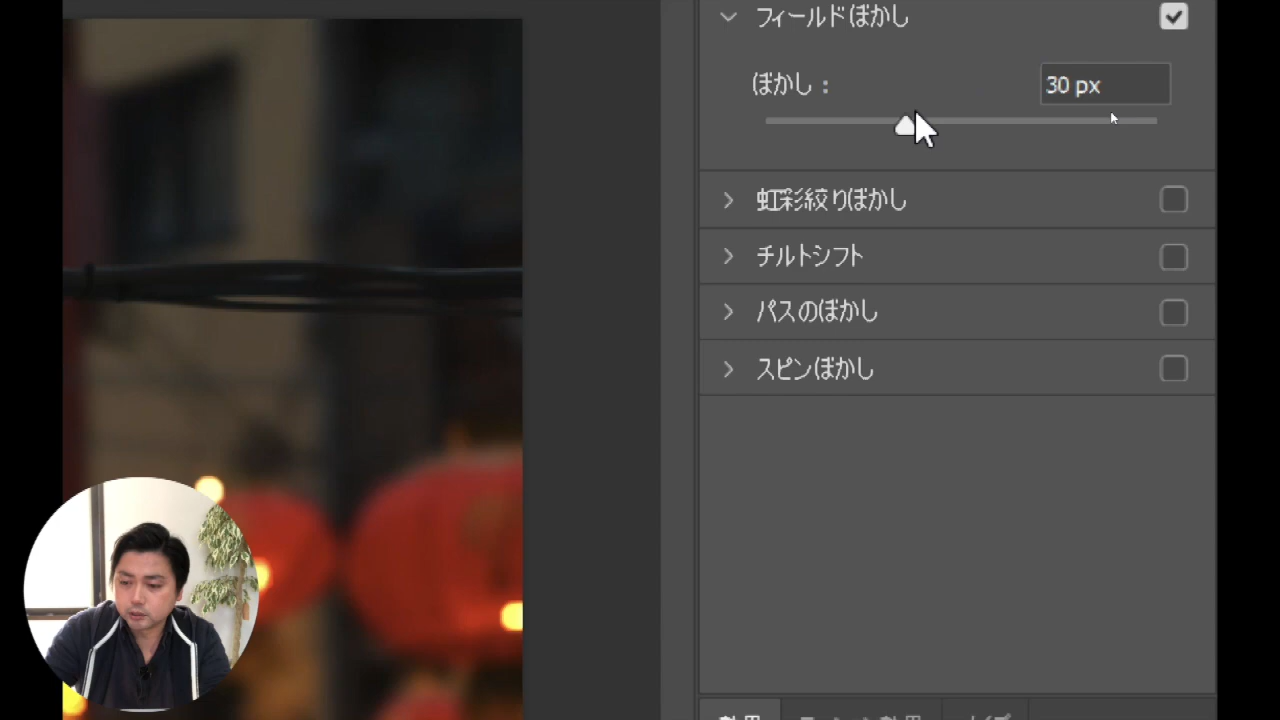 フィールドぼかし
ぼかし : 30 px
虹彩絞りぼかし
チルトシフト
パスのぼかし
スピンぼかし